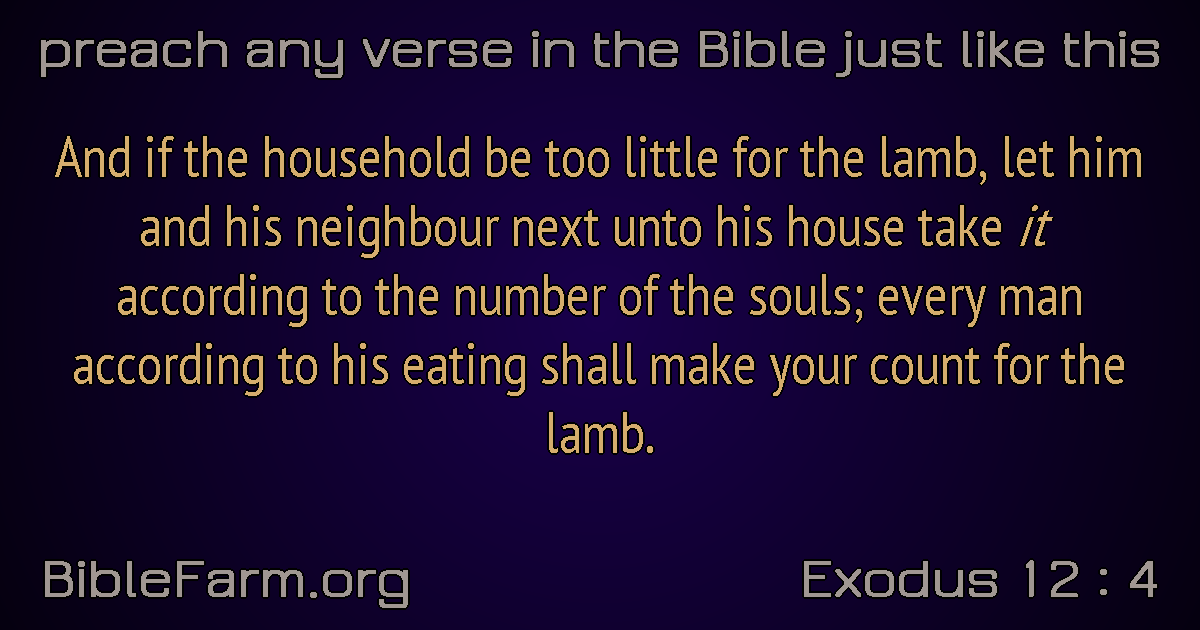 preach any verse in the Bible just like this
And if the household be too little for the lamb, let him
and his neighbour next unto his house take it
according to the number of the souls; every man
according to his eating shall make your count for the
lamb.
BibleFarm.org
Exodus 12 : 4